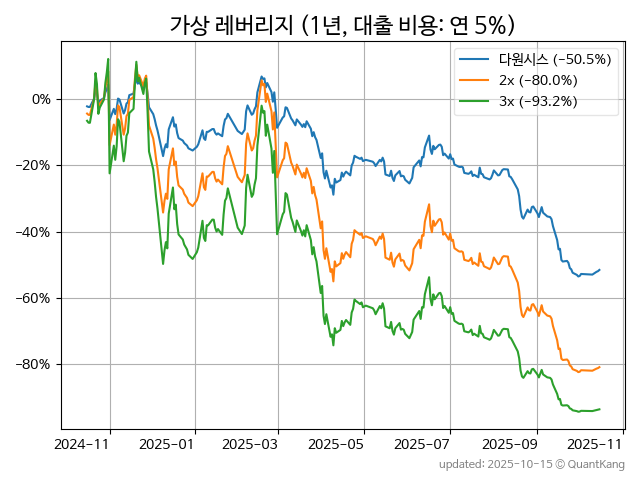 가상 레버리지 (1년, 대출 비용: 연 5%)
다원시스 (−50.5%)
2x (−80.0%)
3x (−93.2%)
0%
−20%
−40%
−60%
−80%
2024−11 2025−01 2025−03 2025−05 2025−07 2025−09 2025−11
updated: 2025-10-15 © QuantKang